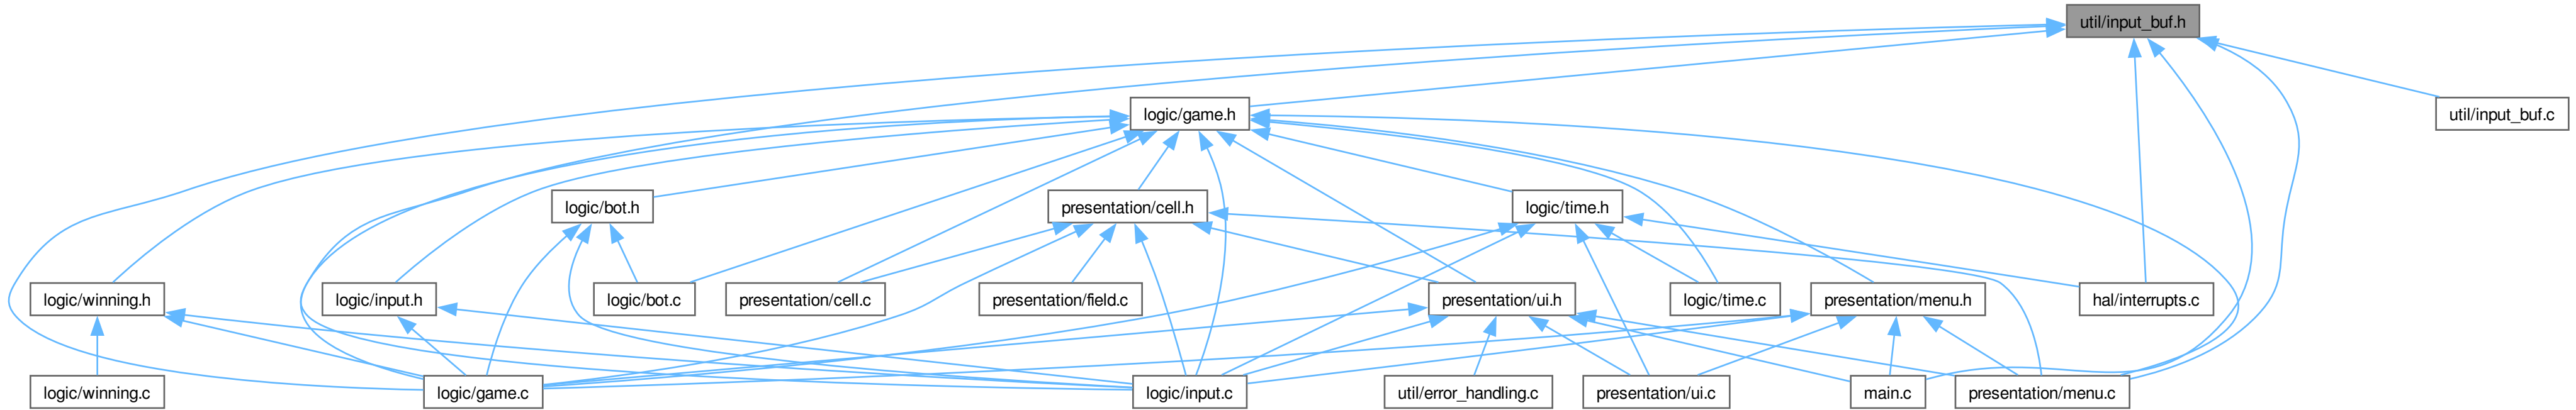 util/input_buf.h
logic/game.h
util/input_buf.c
logic/bot.h
presentation/cell.h
logic/time.h
logic/winning.h
logic/input.h
logic/bot.c
presentation/cell.c
presentation/field.c
presentation/ui.h
logic/time.c
presentation/menu.h
hal/interrupts.c
logic/winning.c
logic/game.c
logic/input.c
util/error_handling.c
presentation/ui.c
main.c
presentation/menu.c